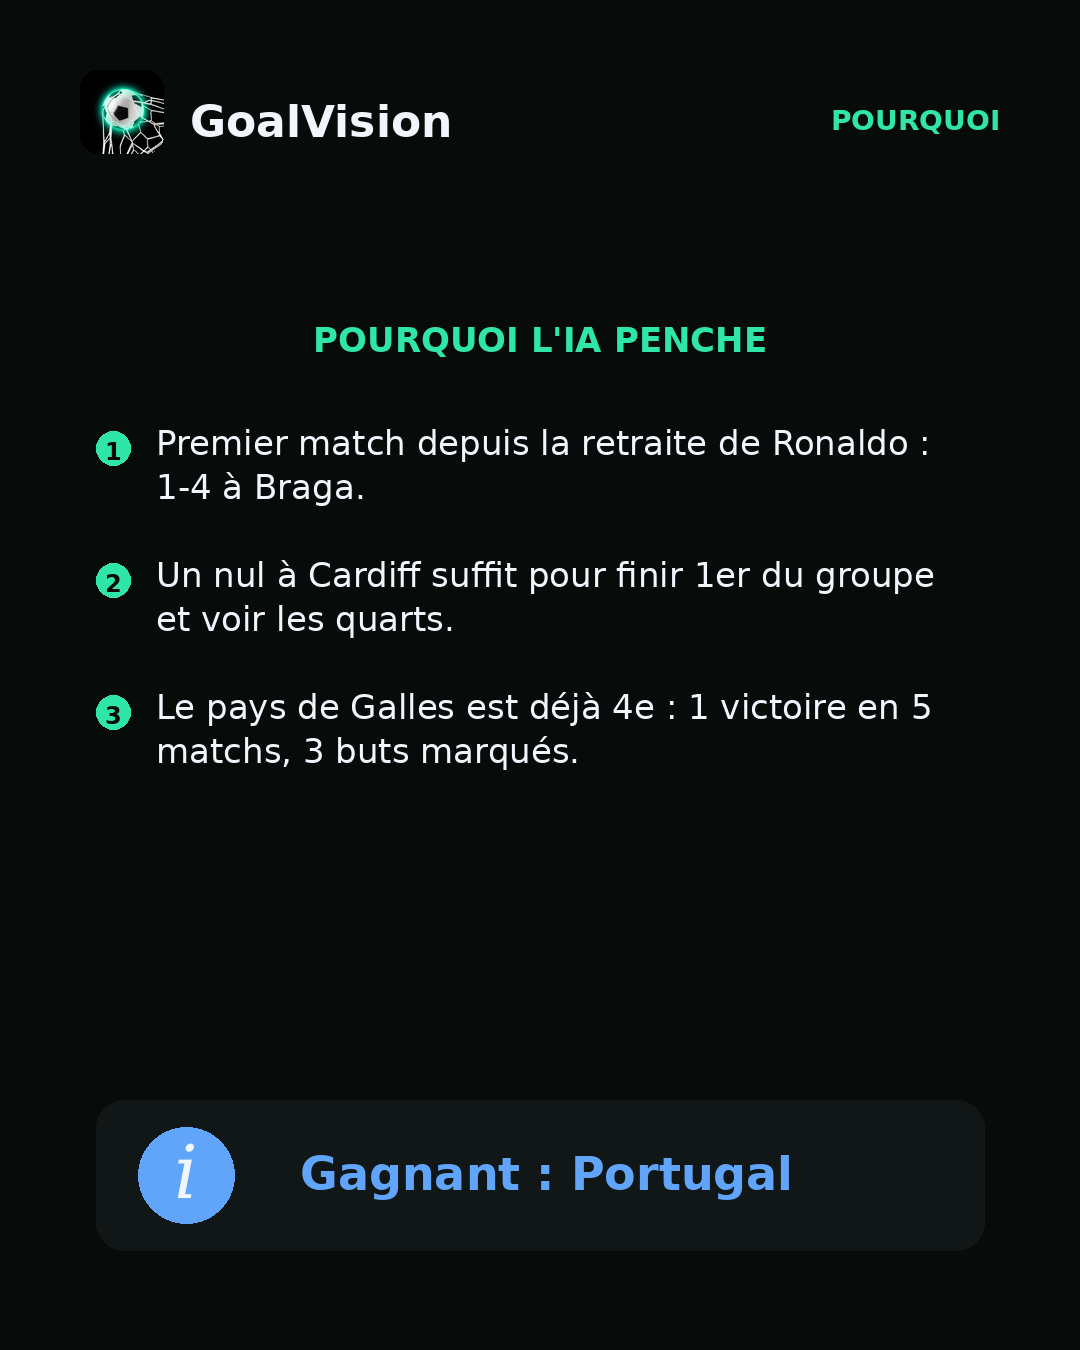 GoalVision
POURQUOI
POURQUOI L'IA PENCHE
1 Premier match depuis la retraite de Ronaldo :
1-4 à Braga.
2 Un nul à Cardiff suffit pour finir 1er du groupe
et voir les quarts.
3 Le pays de Galles est déjà 4e : 1 victoire en 5
matchs, 3 buts marqués.
i Gagnant : Portugal